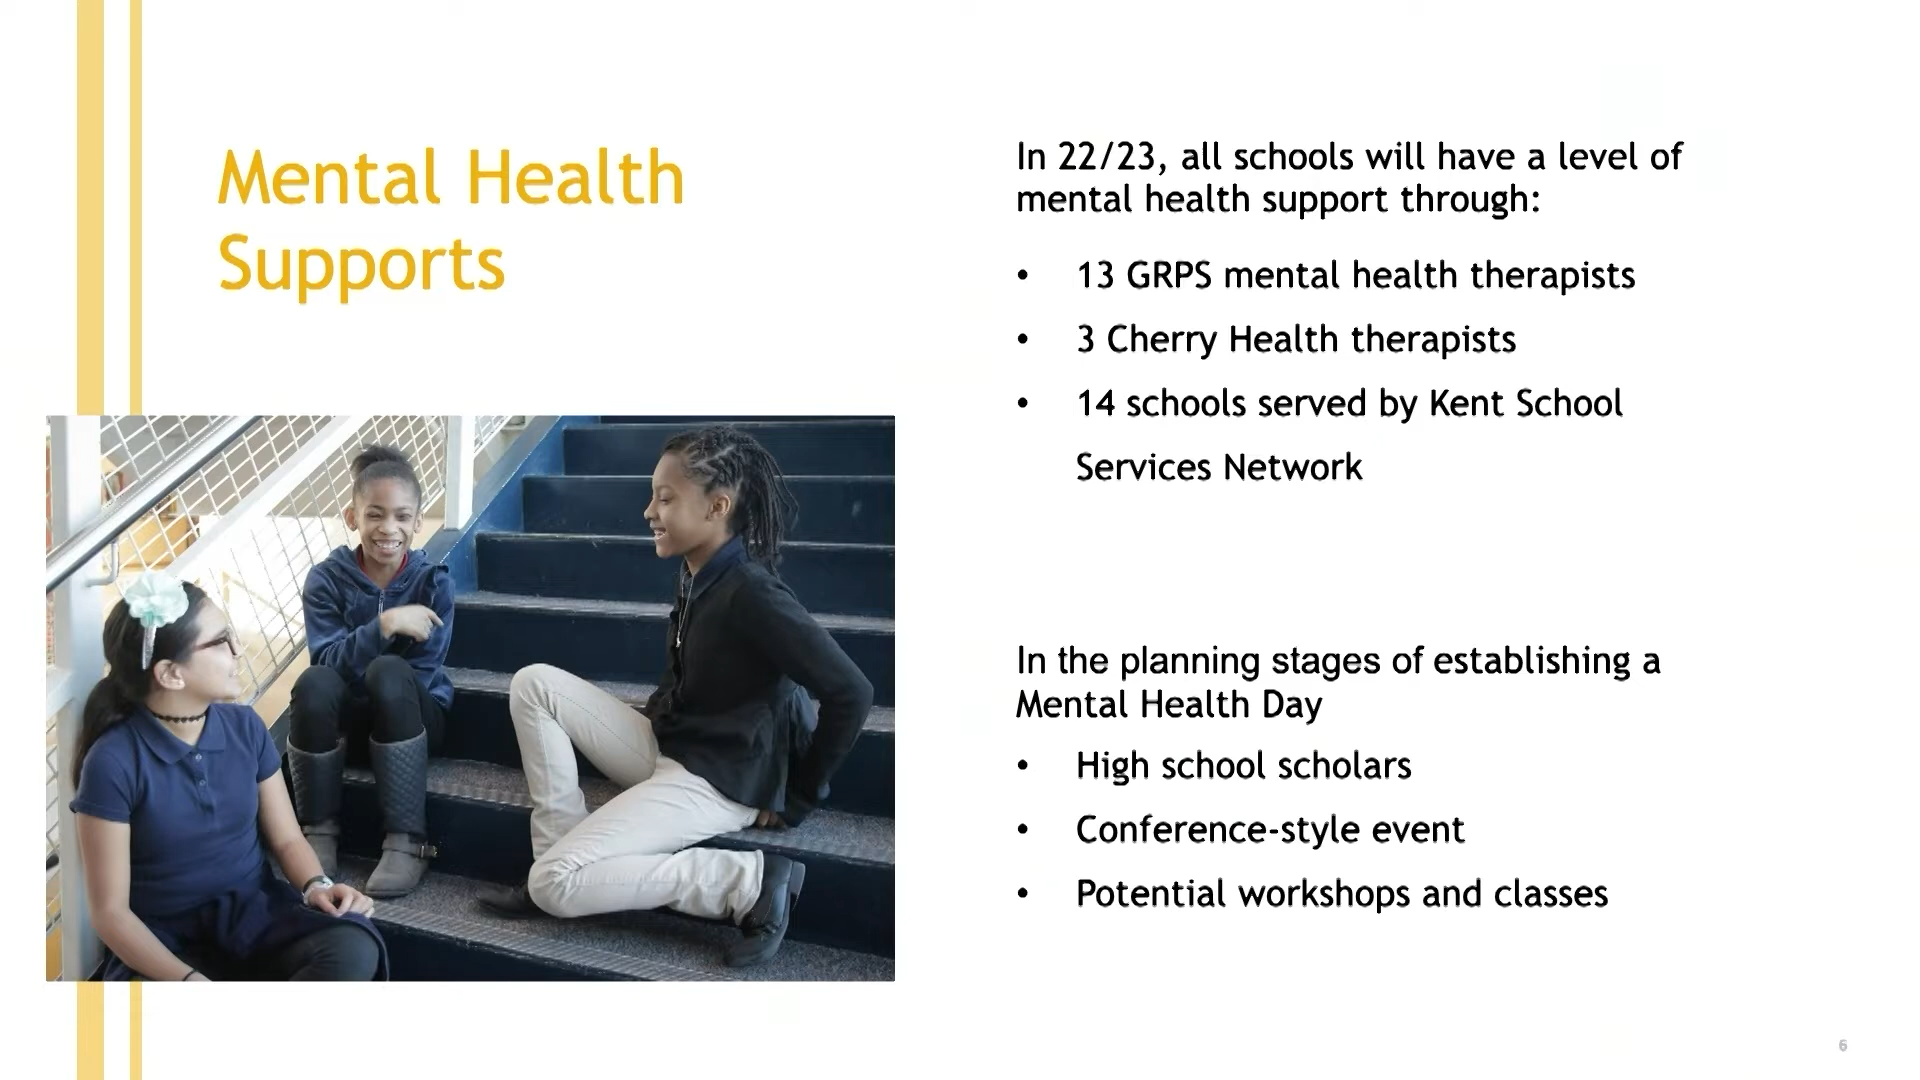 Mental Health
Supports
In 22/23, all schools will have a level of
mental health support through:
• 13 GRPS mental health therapists
• 3 Cherry Health therapists
• 14 schools served by Kent School
Services Network
In the planning stages of establishing a
Mental Health Day
• High school scholars
• Conference-style event
• Potential workshops and classes
6